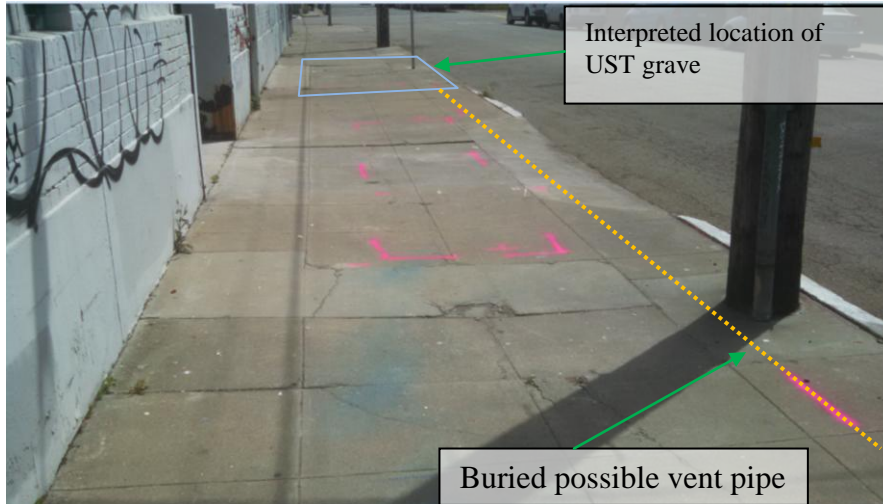 Interpreted location of
UST grave
Buried possible vent pipe